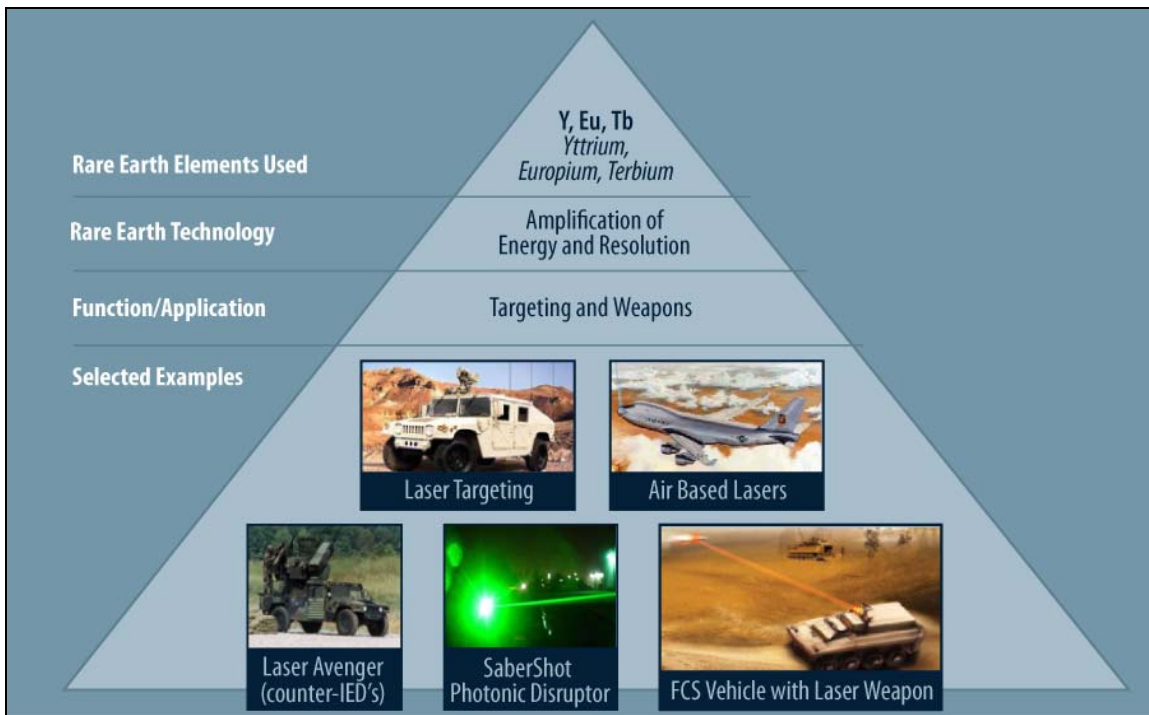 Y, Eu, Tb
Yttrium,
Europium, Terbium
Rare Earth Elements Used
Amplification of
Energy and Resolution
Rare Earth Technology
Function/Application
Targeting and Weapons
Selected Examples
Laser Targeting
Air Based Lasers
Laser Avenger
(counter-IED's)
SaberShot
Photonic Disruptor
FCS Vehicle with Laser Weapon